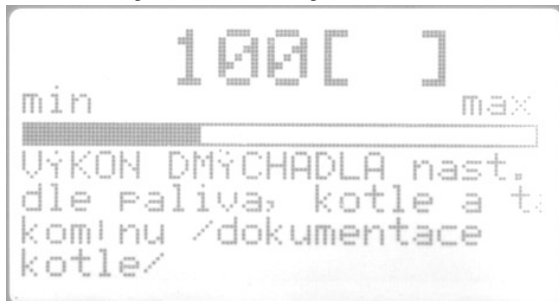 100[ ]
min max
VÝKON DMÝCHADLA nast.
dle paliva, kotle a
komínu /dokumentace
kotle/